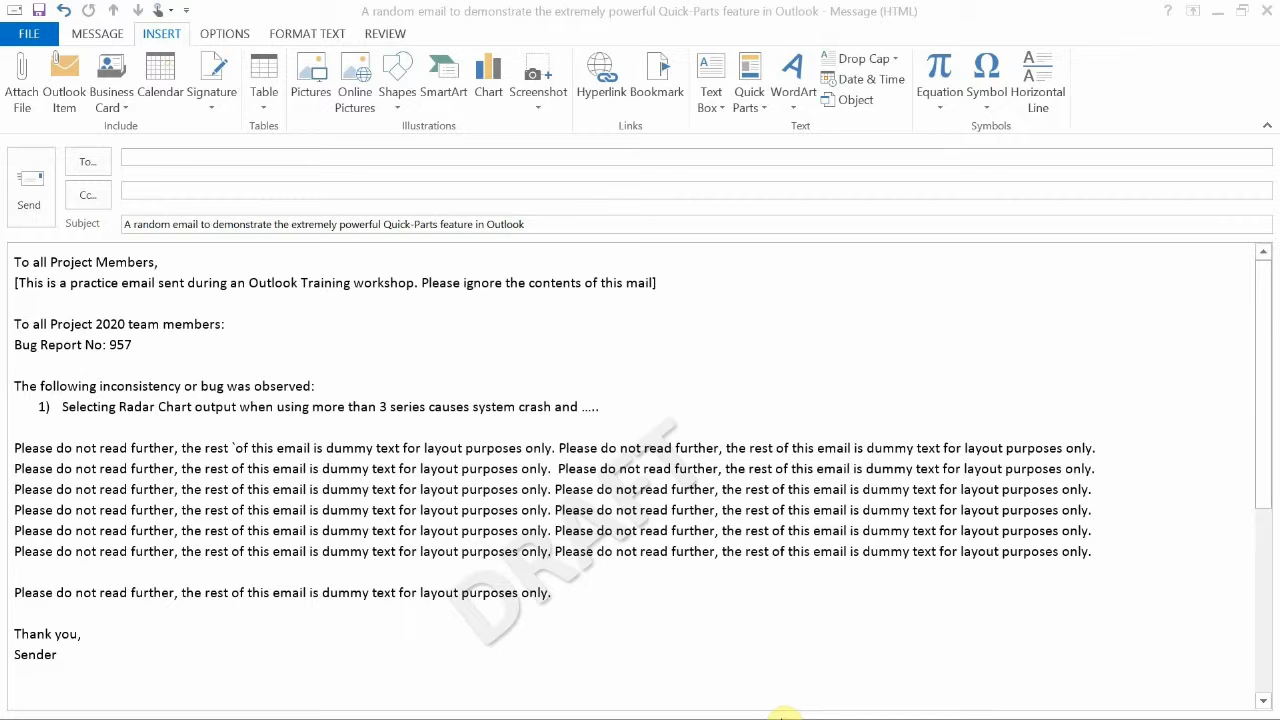 A random email to demonstrate the extremely powerful Quick-Parts feature in Outlook - Message (HTML)
FILE MESSAGE INSERT OPTIONS FORMAT TEXT REVIEW
Attach File
Outlook Item
Business Card
Calendar
Signature
Table
Pictures
Online Pictures
Shapes
SmartArt
Chart
Screenshot
Hyperlink
Bookmark
Text Box
Quick Parts
WordArt
Drop Cap
Date & Time
Object
Equation
Symbol
Horizontal Line
Include Tables Illustrations Links Text Symbols
Send
To...
Cc...
Subject A random email to demonstrate the extremely powerful Quick-Parts feature in Outlook
To all Project Members,
[This is a practice email sent during an Outlook Training workshop. Please ignore the contents of this mail]
To all Project 2020 team members:
Bug Report No: 957
The following inconsistency or bug was observed:
1) Selecting Radar Chart output when using more than 3 series causes system crash and …..
Please do not read further, the rest `of this email is dummy text for layout purposes only. Please do not read further, the rest of this email is dummy text for layout purposes only.
Please do not read further, the rest of this email is dummy text for layout purposes only.  Please do not read further, the rest of this email is dummy text for layout purposes only.
Please do not read further, the rest of this email is dummy text for layout purposes only. Please do not read further, the rest of this email is dummy text for layout purposes only.
Please do not read further, the rest of this email is dummy text for layout purposes only. Please do not read further, the rest of this email is dummy text for layout purposes only.
Please do not read further, the rest of this email is dummy text for layout purposes only. Please do not read further, the rest of this email is dummy text for layout purposes only.
Please do not read further, the rest of this email is dummy text for layout purposes only. Please do not read further, the rest of this email is dummy text for layout purposes only.
Please do not read further, the rest of this email is dummy text for layout purposes only.
Thank you,
Sender
DRAFT